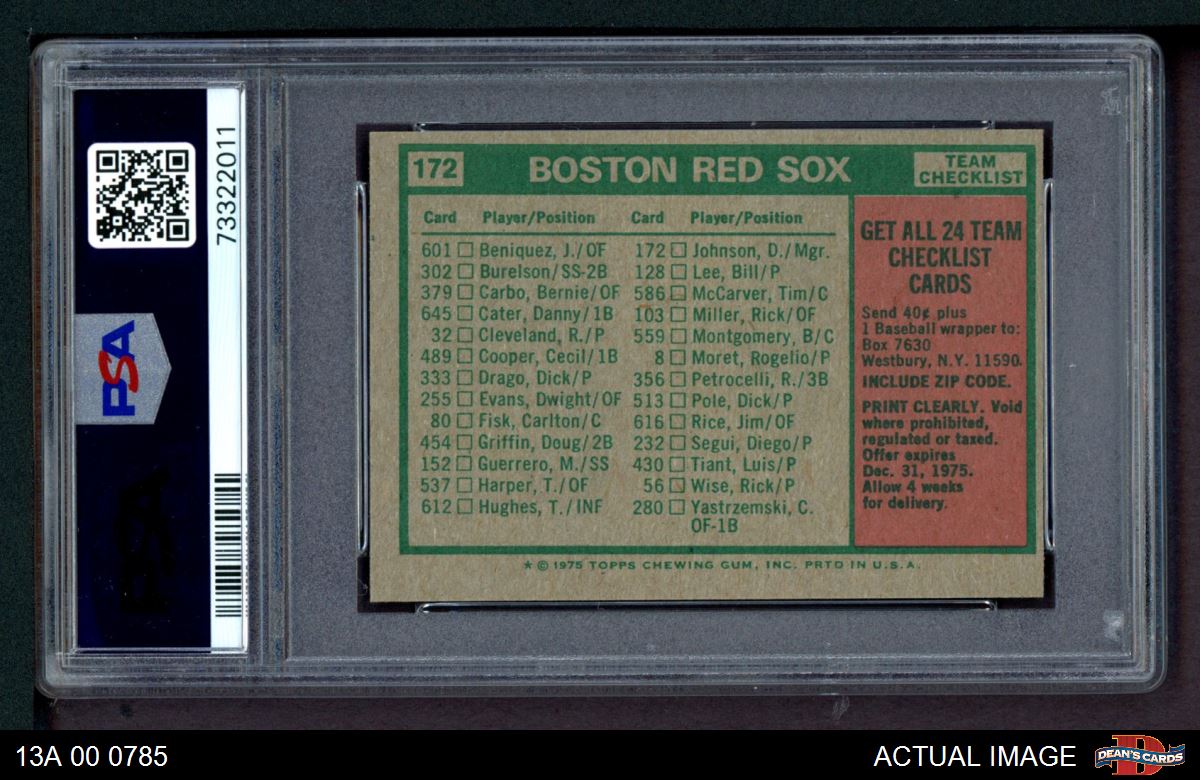 PSA
73322011
172
BOSTON RED SOX
TEAM
CHECKLIST
Card Player/Position Card Player/Position
601 Beniquez, J./OF 172 Johnson, D./Mgr.
302 Burelson/SS-2B 128 Lee, Bill/P
379 Carbo, Bernie/OF 586 McCarver, Tim/C
645 Cater, Danny/1B 103 Miller, Rick/OF
32 Cleveland, R./P 559 Montgomery, B/C
489 Cooper, Cecil/1B 8 Moret, Rogelio/P
333 Drago, Dick/P 356 Petrocelli, R./3B
255 Evans, Dwight/OF 513 Pole, Dick/P
80 Fisk, Carlton/C 616 Rice, Jim/OF
454 Griffin, Doug/2B 232 Segui, Diego/P
152 Guerrero, M./SS 430 Tiant, Luis/P
537 Harper, T./OF 56 Wise, Rick/P
612 Hughes, T./INF 280 Yastrzemski, C.
OF-1B
GET ALL 24 TEAM
CHECKLIST
CARDS
Send 40¢ plus
1 Baseball wrapper to:
Box 7630
Westbury, N.Y. 11590.
INCLUDE ZIP CODE.
PRINT CLEARLY. Void
where prohibited,
regulated or taxed.
Offer expires
Dec. 31, 1975.
Allow 4 weeks
for delivery.
★ © 1975 TOPPS CHEWING GUM, INC. PRTD IN U.S.A.
13A 00 0785
ACTUAL IMAGE
D
DEAN'S CARDS